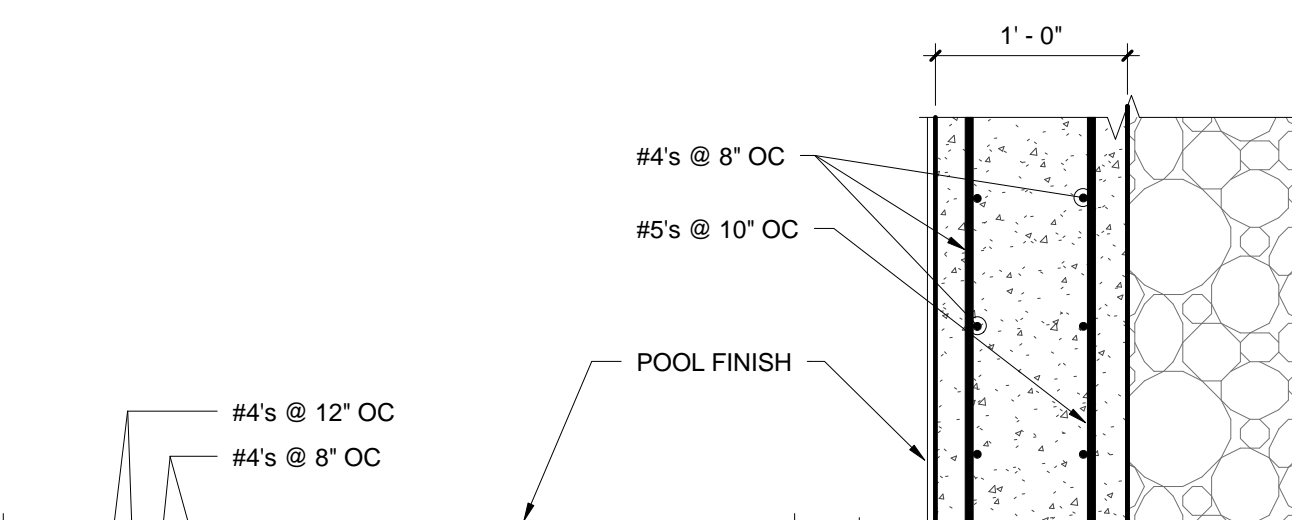 1' - 0"
#4's @ 8" OC
#5's @ 10" OC
POOL FINISH
#4's @ 12" OC
#4's @ 8" OC